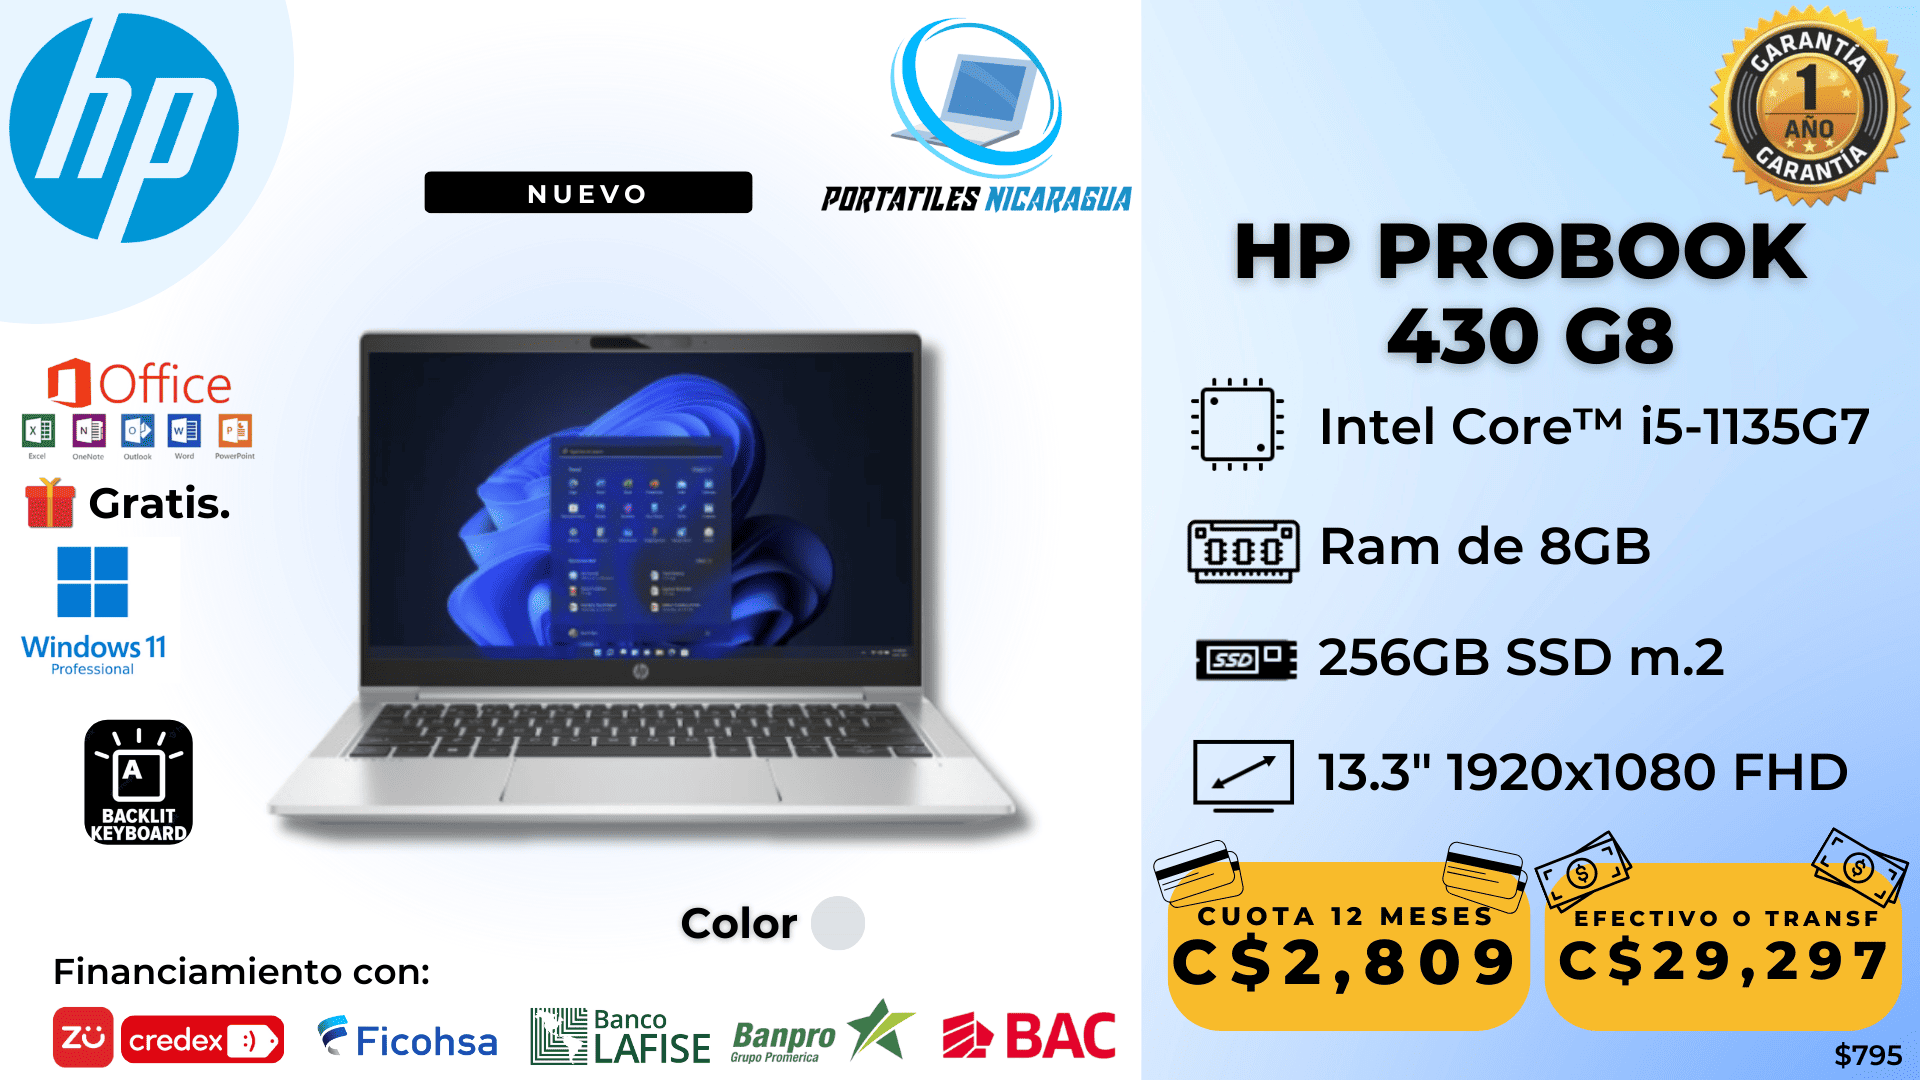 hp
NUEVO
PORTATILES NICARAGUA
GARANTÍA
1
AÑO
GARANTÍA
HP PROBOOK
430 G8
Intel Core™ i5-1135G7
Ram de 8GB
SSD
256GB SSD m.2
13.3" 1920x1080 FHD
Office
Excel OneNote Outlook Word PowerPoint
Gratis.
Windows 11
Professional
A
BACKLIT
KEYBOARD
hp
Color
Financiamiento con:
ZU credex :)
Ficohsa
Banco
LAFISE
Banpro
Grupo Promerica
BAC
CUOTA 12 MESES
C$2,809
EFECTIVO O TRANSF
C$29,297
$795